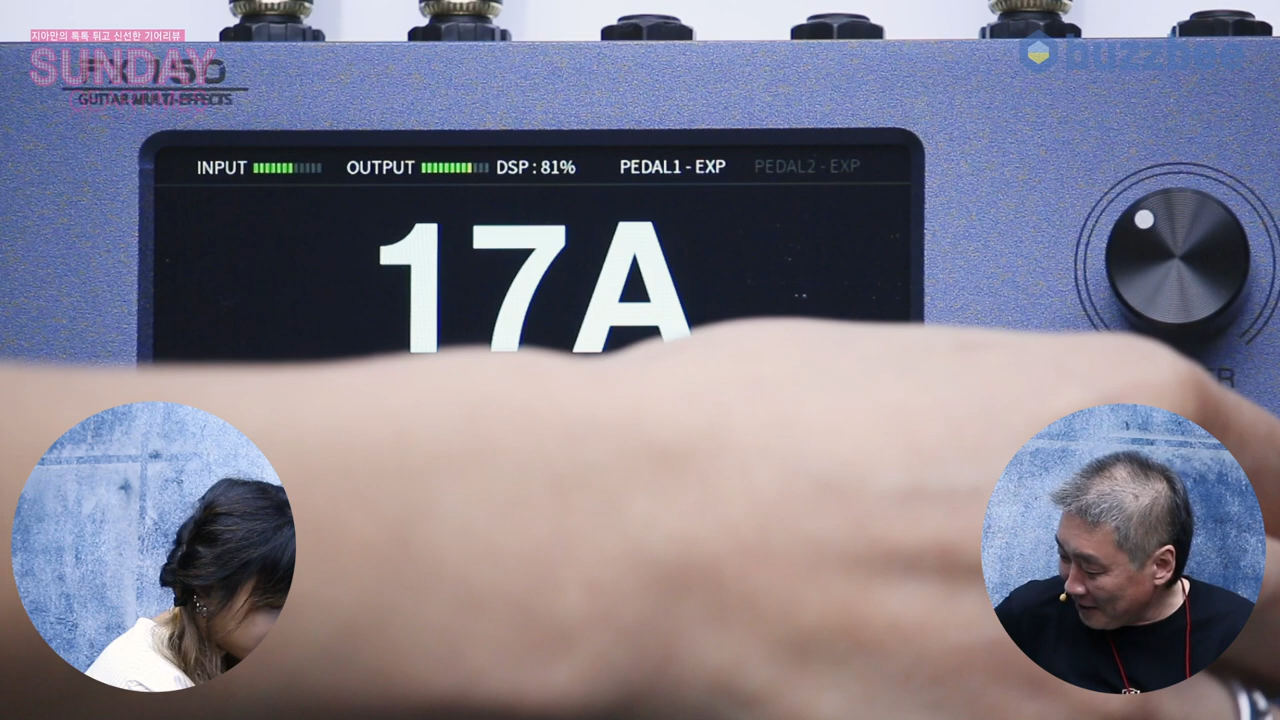 지아만의 톡톡 튀고 신선한 기어리뷰
SUNDAY
GUITAR MULTI-EFFECTS
buzzbee
INPUT OUTPUT DSP : 81% PEDAL1 - EXP PEDAL2 - EXP
17A